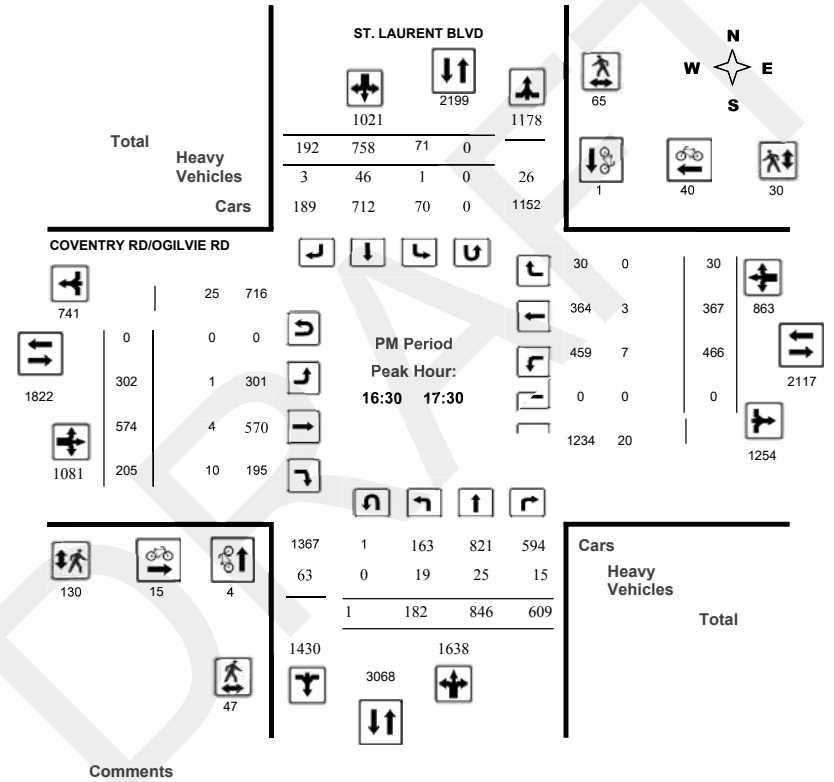 ST. LAURENT BLVD
N
W E
S
2199
65
1021 1178
Total
192 758 71 0
Heavy
Vehicles
3 46 1 0 26
1 40 30
Cars
189 712 70 0 1152
COVENTRY RD/OGILVIE RD
741
25 716
30 0 30
364 3 367 863
0 0 0
PM Period
459 7 466
Peak Hour:
1822
302 1 301
16:30 17:30
0 0 0
2117
574 4 570
1234 20
1254
1081
205 10 195
1367 1 163 821 594
Cars
63 0 19 25 15
Heavy
Vehicles
130 15 4
1 182 846 609
Total
1430 1638
3068
47
Comments
DRAFT